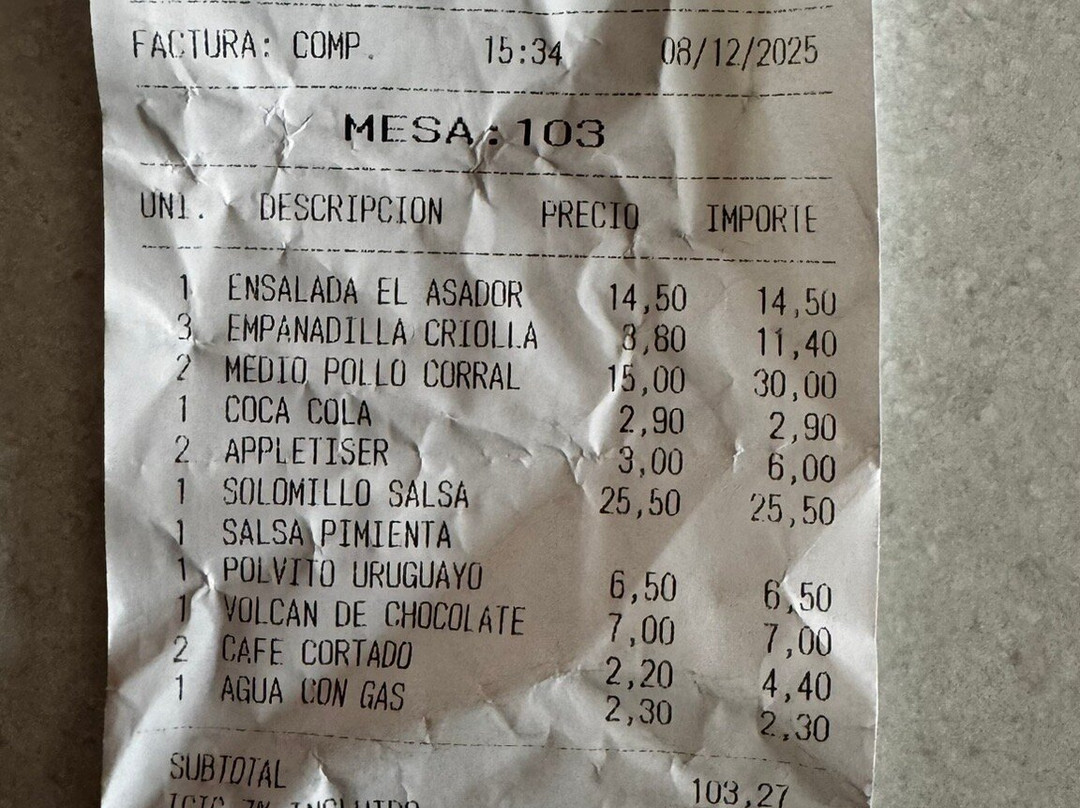 FACTURA: COMP. 15:34 08/12/2025
MESA:103
UNI. DESCRIPCION PRECIO IMPORTE
1 ENSALADA EL ASADOR 14,50 14,50
3 EMPANADILLA CRIOLLA 3,80 11,40
2 MEDIO POLLO CORRAL 15,00 30,00
1 COCA COLA 2,90 2,90
2 APPLETISER 3,00 6,00
1 SOLOMILLO SALSA 25,50 25,50
1 SALSA PIMIENTA
1 POLVITO URUGUAYO 6,50 6,50
1 VOLCAN DE CHOCOLATE 7,00 7,00
2 CAFE CORTADO 2,20 4,40
1 AGUA CON GAS 2,30 2,30
SUBTOTAL 103,27
IGIC 7% INCLUIDO